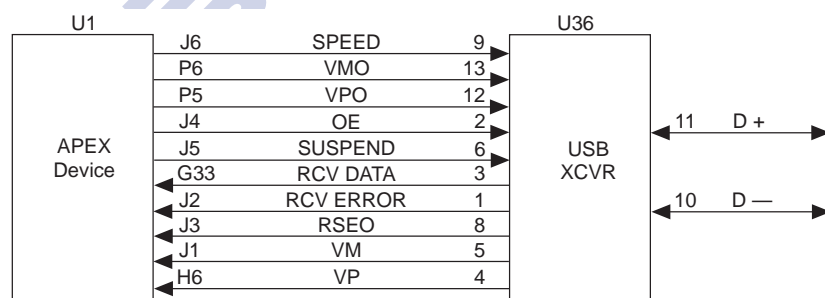 U1 U36
J6 SPEED 9
P6 VMO 13
P5 VPO 12
J4 OE 2
J5 SUSPEND 6
G33 RCV DATA 3
J2 RCV ERROR 1
J3 RSEO 8
J1 VM 5
H6 VP 4
APEX
Device
USB
XCVR
11 D +
10 D —